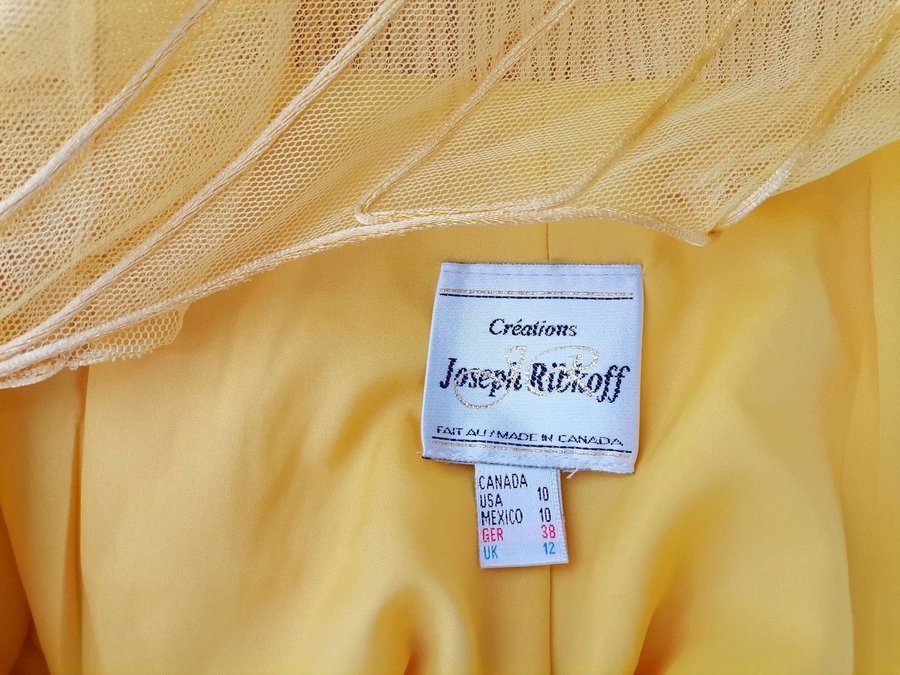 Créations
Joseph Ribkoff
FAIT AU / MADE IN CANADA
CANADA
USA 10
MEXICO 10
GER 38
UK 12